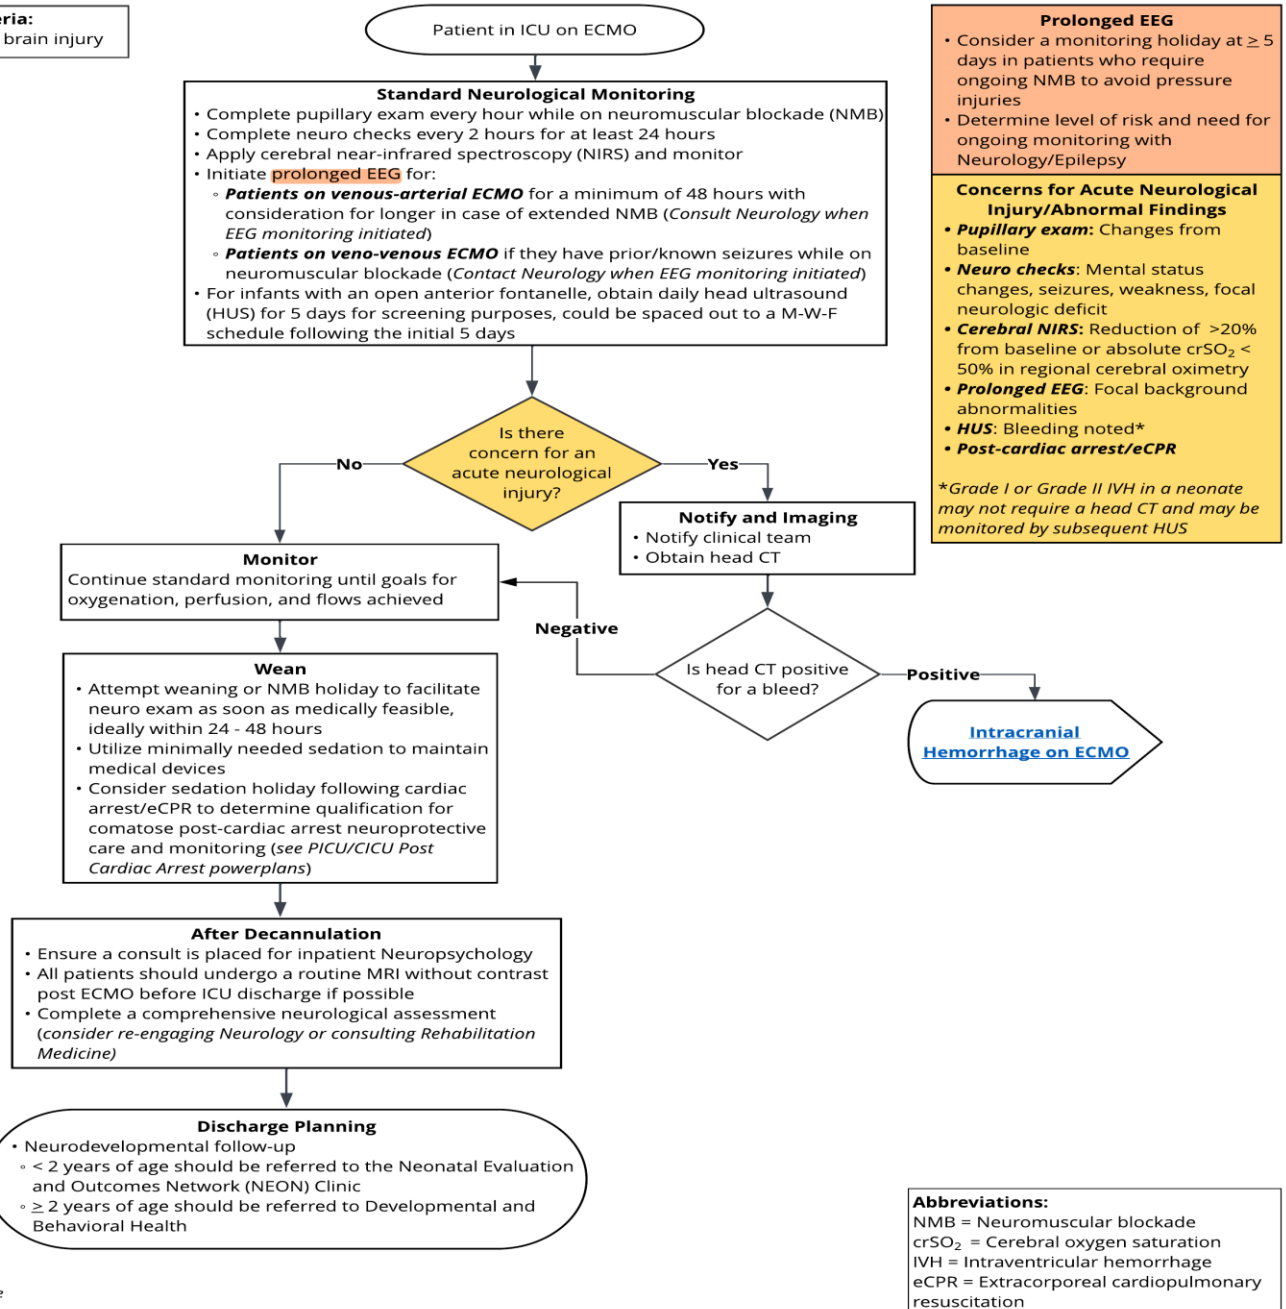 eria:
brain injury
Patient in ICU on ECMO
Standard Neurological Monitoring
• Complete pupillary exam every hour while on neuromuscular blockade (NMB)
• Complete neuro checks every 2 hours for at least 24 hours
• Apply cerebral near-infrared spectroscopy (NIRS) and monitor
• Initiate prolonged EEG for:
◦ Patients on venous-arterial ECMO for a minimum of 48 hours with
consideration for longer in case of extended NMB (Consult Neurology when
EEG monitoring initiated)
◦ Patients on veno-venous ECMO if they have prior/known seizures while on
neuromuscular blockade (Contact Neurology when EEG monitoring initiated)
• For infants with an open anterior fontanelle, obtain daily head ultrasound
(HUS) for 5 days for screening purposes, could be spaced out to a M-W-F
schedule following the initial 5 days
Prolonged EEG
• Consider a monitoring holiday at ≥ 5
days in patients who require
ongoing NMB to avoid pressure
injuries
• Determine level of risk and need for
ongoing monitoring with
Neurology/Epilepsy
Concerns for Acute Neurological
Injury/Abnormal Findings
• Pupillary exam: Changes from
baseline
• Neuro checks: Mental status
changes, seizures, weakness, focal
neurologic deficit
• Cerebral NIRS: Reduction of >20%
from baseline or absolute crSO₂ <
50% in regional cerebral oximetry
• Prolonged EEG: Focal background
abnormalities
• HUS: Bleeding noted*
• Post-cardiac arrest/eCPR
*Grade I or Grade II IVH in a neonate
may not require a head CT and may be
monitored by subsequent HUS
Is there
concern for an
acute neurological
injury?
No
Yes
Notify and Imaging
• Notify clinical team
• Obtain head CT
Monitor
Continue standard monitoring until goals for
oxygenation, perfusion, and flows achieved
Negative
Is head CT positive
for a bleed?
Positive
Intracranial
Hemorrhage on ECMO
Wean
• Attempt weaning or NMB holiday to facilitate
neuro exam as soon as medically feasible,
ideally within 24 - 48 hours
• Utilize minimally needed sedation to maintain
medical devices
• Consider sedation holiday following cardiac
arrest/eCPR to determine qualification for
comatose post-cardiac arrest neuroprotective
care and monitoring (see PICU/CICU Post
Cardiac Arrest powerplans)
After Decannulation
• Ensure a consult is placed for inpatient Neuropsychology
• All patients should undergo a routine MRI without contrast
post ECMO before ICU discharge if possible
• Complete a comprehensive neurological assessment
(consider re-engaging Neurology or consulting Rehabilitation
Medicine)
Discharge Planning
• Neurodevelopmental follow-up
◦ < 2 years of age should be referred to the Neonatal Evaluation
and Outcomes Network (NEON) Clinic
◦ ≥ 2 years of age should be referred to Developmental and
Behavioral Health
Abbreviations:
NMB = Neuromuscular blockade
crSO₂ = Cerebral oxygen saturation
IVH = Intraventricular hemorrhage
eCPR = Extracorporeal cardiopulmonary
resuscitation